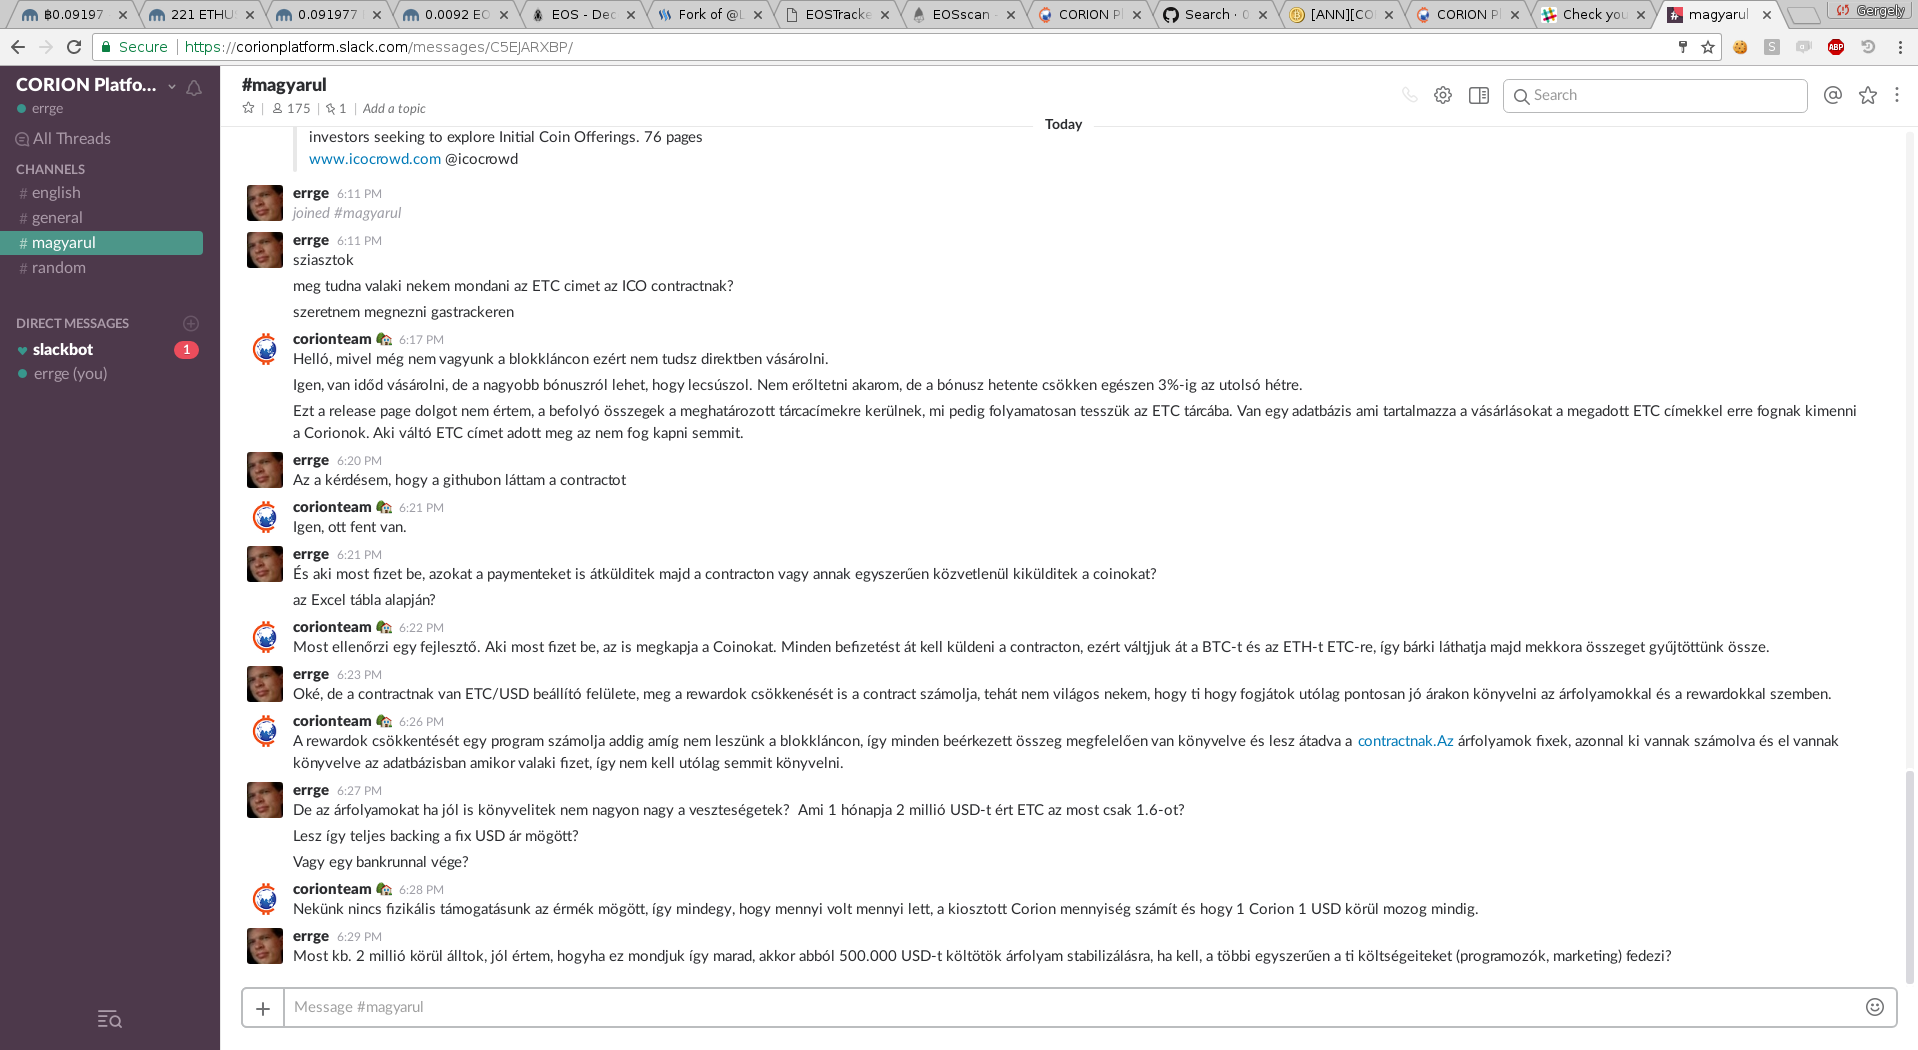 ฿0.09197
221 ETHUS
0.091977
0.0092 EO
EOS - Dec
Fork of @L
EOSTracke
EOSscan -
CORION Pl
Search · 
[ANN][CO
CORION Pl
Check you
magyarul
Gergely
Secure
https://corionplatform.slack.com/messages/C5EJARXBP/
S
ABP
CORION Platfo...
errge
All Threads
CHANNELS
# english
# general
# magyarul
# random
DIRECT MESSAGES
slackbot 1
errge (you)
#magyarul
175
1
Add a topic
Search
Today
investors seeking to explore Initial Coin Offerings. 76 pages
www.icocrowd.com @icocrowd
errge 6:11 PM
joined #magyarul
errge 6:11 PM
sziasztok
meg tudna valaki nekem mondani az ETC cimet az ICO contractnak?
szeretnem megnezni gastrackeren
corionteam 6:17 PM
Helló, mivel még nem vagyunk a blokkláncon ezért nem tudsz direktben vásárolni.
Igen, van időd vásárolni, de a nagyobb bónuszról lehet, hogy lecsúszol. Nem erőltetni akarom, de a bónusz hetente csökken egészen 3%-ig az utolsó hétre.
Ezt a release page dolgot nem értem, a befolyó összegek a meghatározott tárcacímekre kerülnek, mi pedig folyamatosan tesszük az ETC tárcába. Van egy adatbázis ami tartalmazza a vásárlásokat a megadott ETC címekkel erre fognak kimenni
a Corionok. Aki váltó ETC címet adott meg az nem fog kapni semmit.
errge 6:20 PM
Az a kérdésem, hogy a githubon láttam a contractot
corionteam 6:21 PM
Igen, ott fent van.
errge 6:21 PM
És aki most fizet be, azokat a paymenteket is átkülditek majd a contracton vagy annak egyszerűen közvetlenül kikülditek a coinokat?
az Excel tábla alapján?
corionteam 6:22 PM
Most ellenőrzi egy fejlesztő. Aki most fizet be, az is megkapja a Coinokat. Minden befizetést át kell küldeni a contracton, ezért váltjjuk át a BTC-t és az ETH-t ETC-re, így bárki láthatja majd mekkora összeget gyűjtöttünk össze.
errge 6:23 PM
Oké, de a contractnak van ETC/USD beállító felülete, meg a rewardok csökkenését is a contract számolja, tehát nem világos nekem, hogy ti hogy fogjátok utólag pontosan jó árakon könyvelni az árfolyamokkal és a rewardokkal szemben.
corionteam 6:26 PM
A rewardok csökkentését egy program számolja addig amíg nem leszünk a blokkláncon, így minden beérkezett összeg megfelelően van könyvelve és lesz átadva a contractnak.Az árfolyamok fixek, azonnal ki vannak számolva és el vannak
könyvelve az adatbázisban amikor valaki fizet, így nem kell utólag semmit könyvelni.
errge 6:27 PM
De az árfolyamokat ha jól is könyvelitek nem nagyon nagy a veszteségetek? Ami 1 hónapja 2 millió USD-t ért ETC az most csak 1.6-ot?
Lesz így teljes backing a fix USD ár mögött?
Vagy egy bankrunnal vége?
corionteam 6:28 PM
Nekünk nincs fizikális támogatásunk az érmék mögött, így mindegy, hogy mennyi volt mennyi lett, a kiosztott Corion mennyiség számít és hogy 1 Corion 1 USD körül mozog mindig.
errge 6:29 PM
Most kb. 2 millió körül álltok, jól értem, hogyha ez mondjuk így marad, akkor abból 500.000 USD-t költötök árfolyam stabilizálásra, ha kell, a többi egyszerűen a ti költségeiteket (programozók, marketing) fedezi?
Message #magyarul